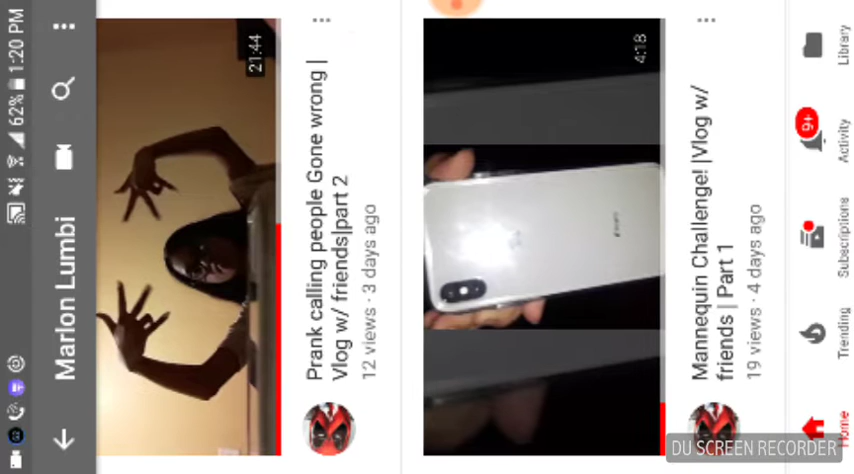 62% 1:20 PM
Marlon Lumbi
21:44
Prank calling people Gone wrong |
Vlog w/ friends|part 2
12 views · 3 days ago
4:18
Mannequin Challenge! |Vlog w/
friends | Part 1
19 views · 4 days ago
9+
Home
Trending
Subscriptions
Activity
Library
DU SCREEN RECORDER